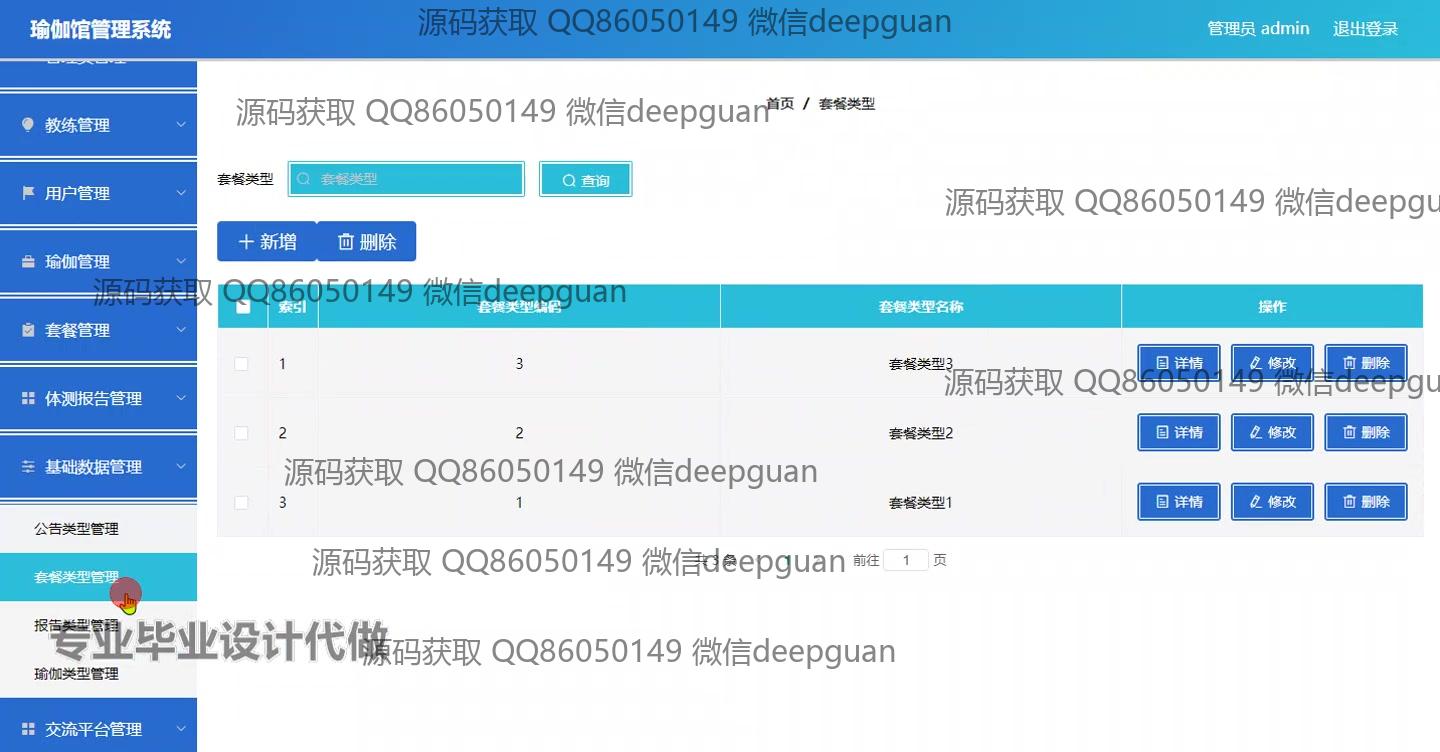 瑜伽馆管理系统
源码获取 QQ86050149 微信deepguan
管理员 admin
退出登录
教练管理
用户管理
瑜伽管理
套餐管理
体测报告管理
基础数据管理
公告类型管理
套餐类型管理
报告类型管理
瑜伽类型管理
交流平台管理
源码获取 QQ86050149 微信deepguan
首页 / 套餐类型
套餐类型 套餐类型 查询
源码获取 QQ86050149 微信deepgu
新增 删除
源码获取 QQ86050149 微信deepguan
索引 套餐类型编码 套餐类型名称 操作
1 3 套餐类型3 详情 修改 删除
源码获取 QQ86050149 微信deepgu
2 2 套餐类型2 详情 修改 删除
源码获取 QQ86050149 微信deepguan
3 1 套餐类型1 详情 修改 删除
源码获取 QQ86050149 微信deepguan
共 3 条 1 前往 1 页
专业毕业设计代做
源码获取 QQ86050149 微信deepguan